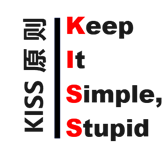 KISS 原则
Keep
It
Simple,
Stupid